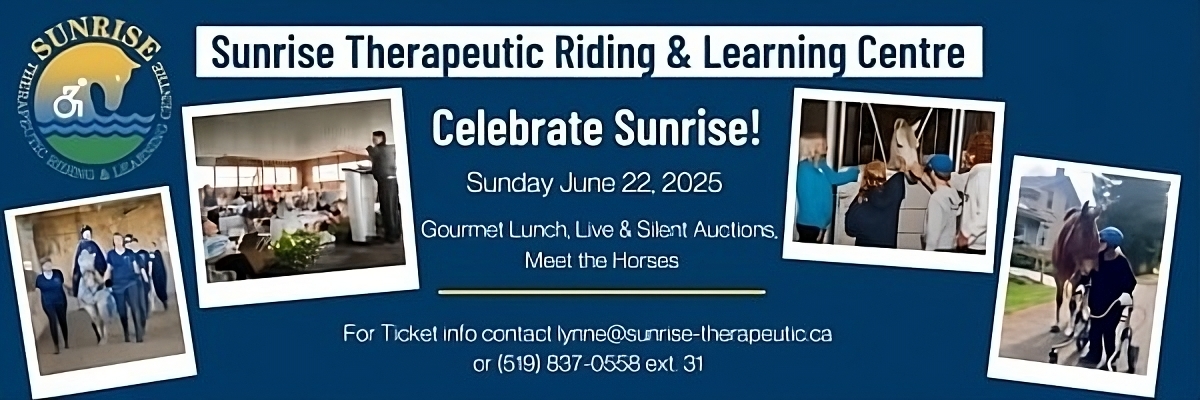 SUNRISE
THERAPEUTIC RIDING & LEARNING CENTRE
Sunrise Therapeutic Riding & Learning Centre
Celebrate Sunrise!
Sunday June 22, 2025
Gourmet Lunch, Live & Silent Auctions,
Meet the Horses
For Ticket info contact lynne@sunrise-therapeutic.ca
or (519) 837-0558 ext. 31